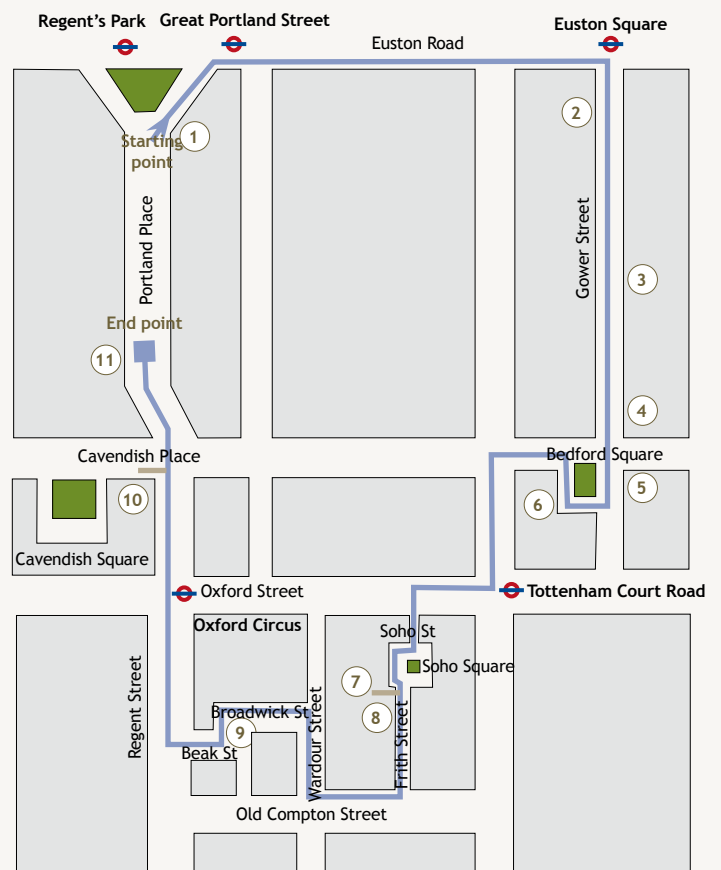 Regent's Park
Great Portland Street
Euston Square
Euston Road
2
1
Starting
point
Portland Place
Gower Street
3
End point
11
4
Cavendish Place
Bedford Square
10
6
5
Cavendish Square
Oxford Street
Tottenham Court Road
Oxford Circus
Soho St
Soho Square
7
Regent Street
Broadwick St
8
9
Wardour Street
Frith Street
Beak St
Old Compton Street